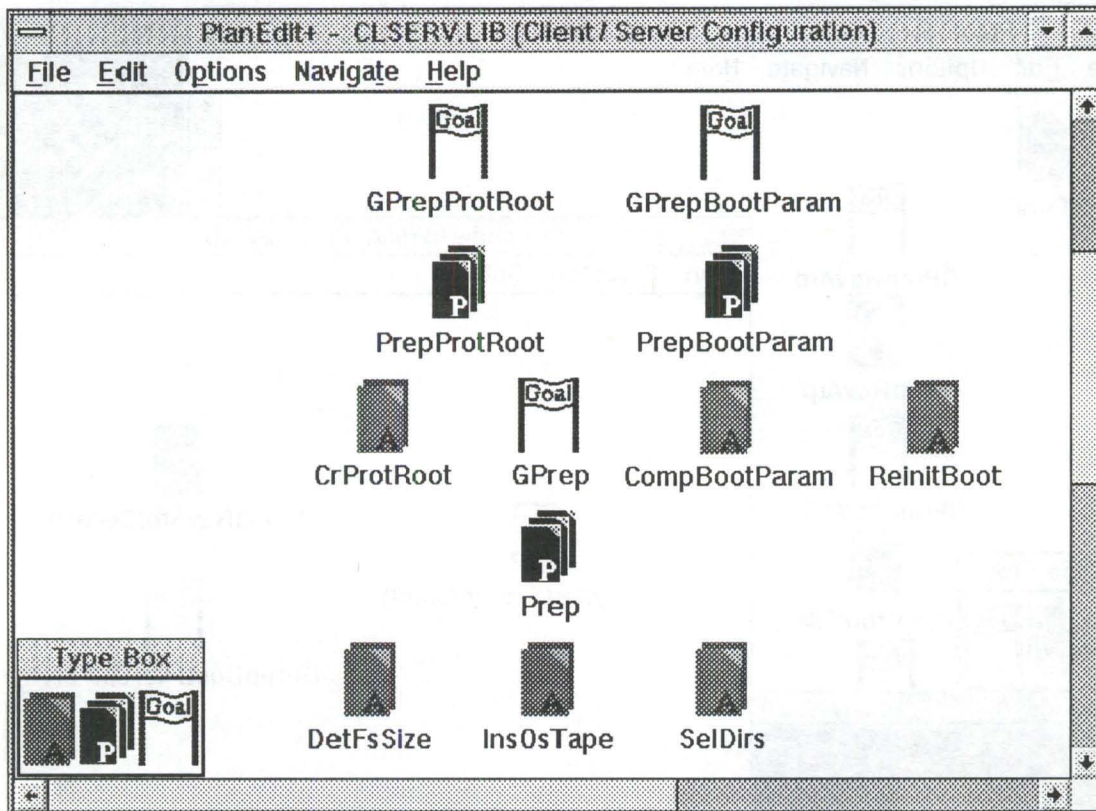 PlanEdit+ - CLSERV.LIB (Client / Server Configuration)
File Edit Options Navigate Help
Goal Goal
GPrepProtRoot GPrepBootParam
P P
PrepProtRoot PrepBootParam
A Goal A A
CrProtRoot GPrep CompBootParam ReinitBoot
P
Prep
Type Box
A P Goal
A A A
DetFsSize InsOsTape SelDirs